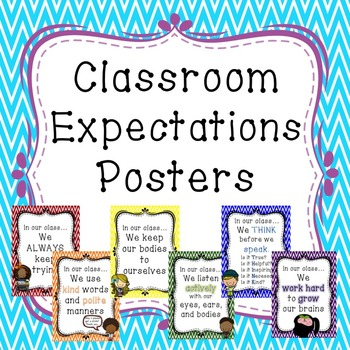 Classroom
Expectations
Posters
In our class...
We
ALWAYS
keep
trying
In our class...
We use
kind words
and polite
manners
In our class...
We keep
our bodies
to
ourselves
In our class...
We listen
actively
with our
eyes, ears,
and bodies
In our class...
We THINK
before we
speak
Is it True?
Is it Helpful?
Is it Inspiring?
Is it Necessary?
Is it Kind?
In our class...
We
work hard
to grow
our brains